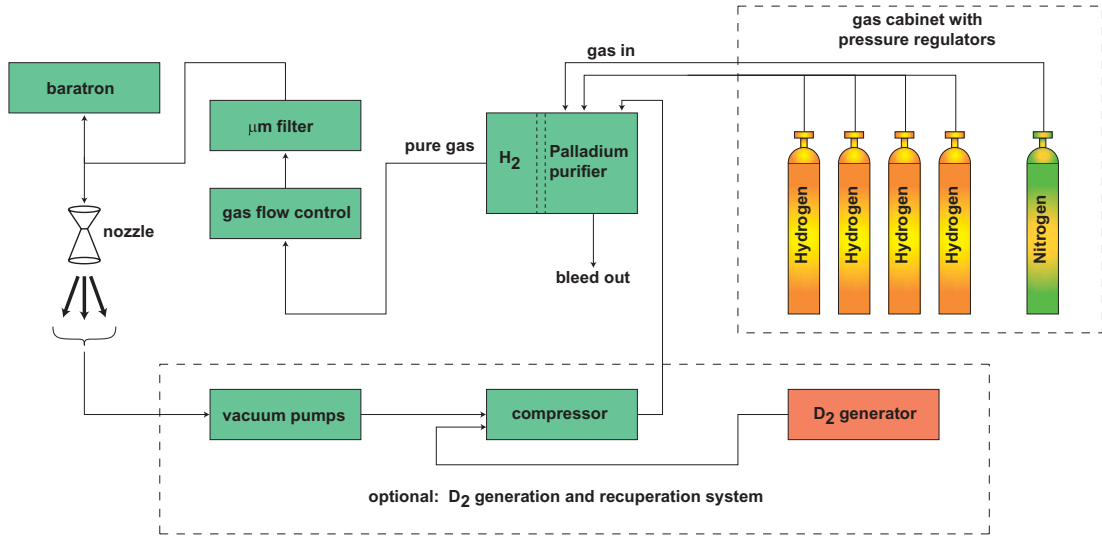 gas cabinet with
pressure regulators
gas in
baratron
μm filter
pure gas
H2
Palladium
purifier
gas flow control
nozzle
bleed out
Hydrogen
Hydrogen
Hydrogen
Hydrogen
Nitrogen
vacuum pumps
compressor
D2 generator
optional: D2 generation and recuperation system